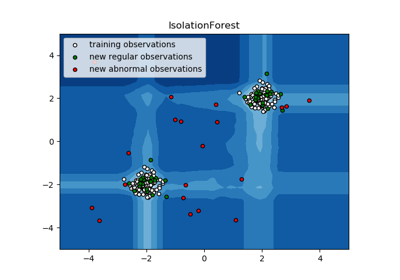 IsolationForest
training observations
new regular observations
new abnormal observations
4
2
0
−2
−4
−4 −2 0 2 4